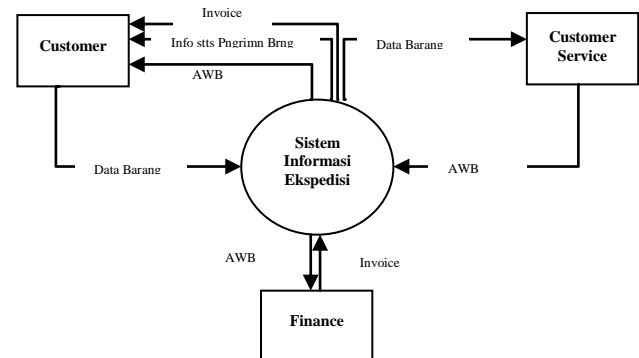 Invoice
Customer
Info stts Pngrimn Brng
Data Barang
Customer
Service
AWB
Sistem
Informasi
Ekspedisi
Data Barang
AWB
AWB
Invoice
Finance